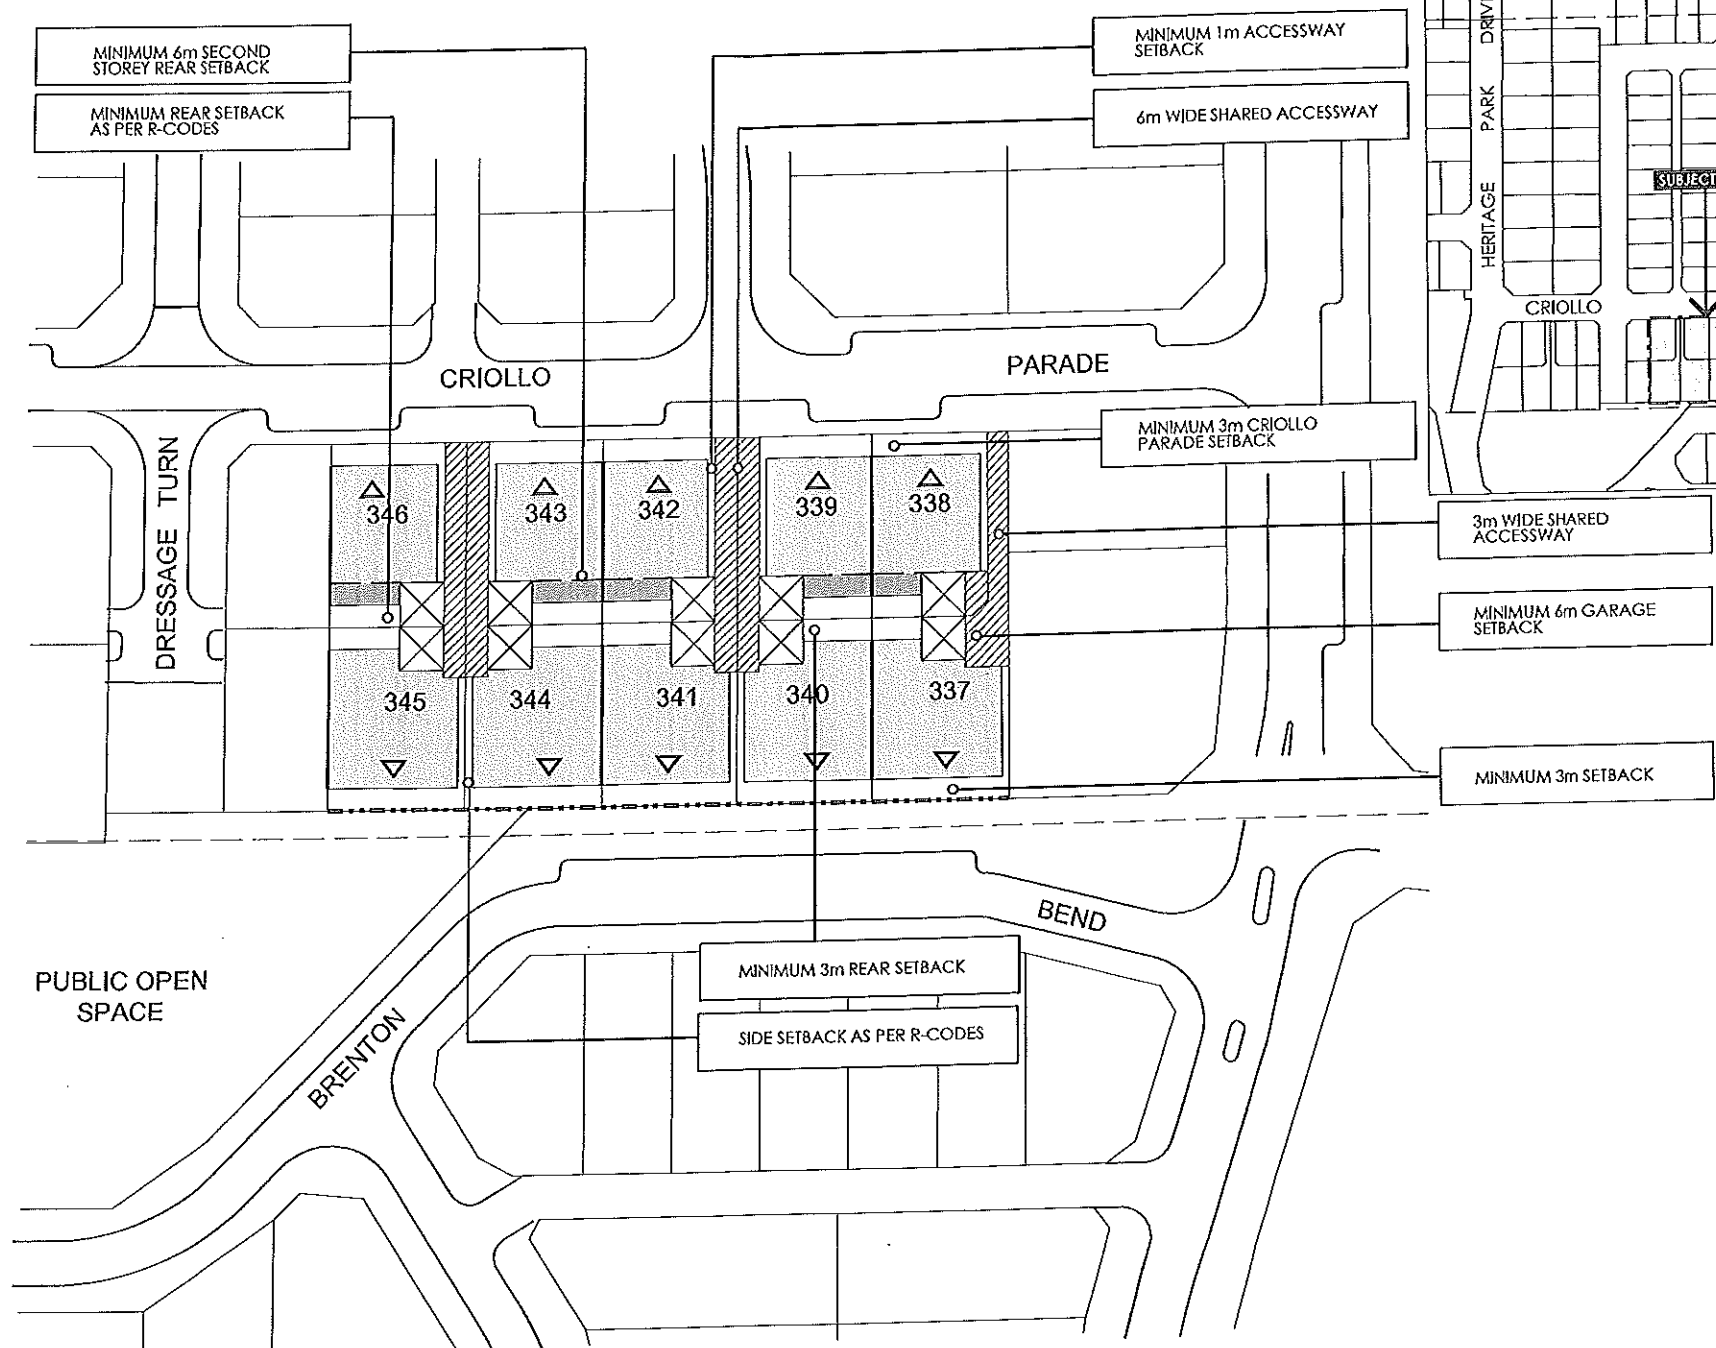 MINIMUM 6m SECOND
STOREY REAR SETBACK
MINIMUM REAR SETBACK
AS PER R-CODES
MINIMUM 1m ACCESSWAY
SETBACK
6m WIDE SHARED ACCESSWAY
HERITAGE PARK DRIV
SUBJECT
CRIOLLO
CRIOLLO PARADE
MINIMUM 3m CRIOLLO
PARADE SETBACK
DRESSAGE TURN
346
343
342
339
338
3m WIDE SHARED
ACCESSWAY
MINIMUM 6m GARAGE
SETBACK
345
344
341
340
337
MINIMUM 3m SETBACK
BRENTON BEND
PUBLIC OPEN
SPACE
MINIMUM 3m REAR SETBACK
SIDE SETBACK AS PER R-CODES